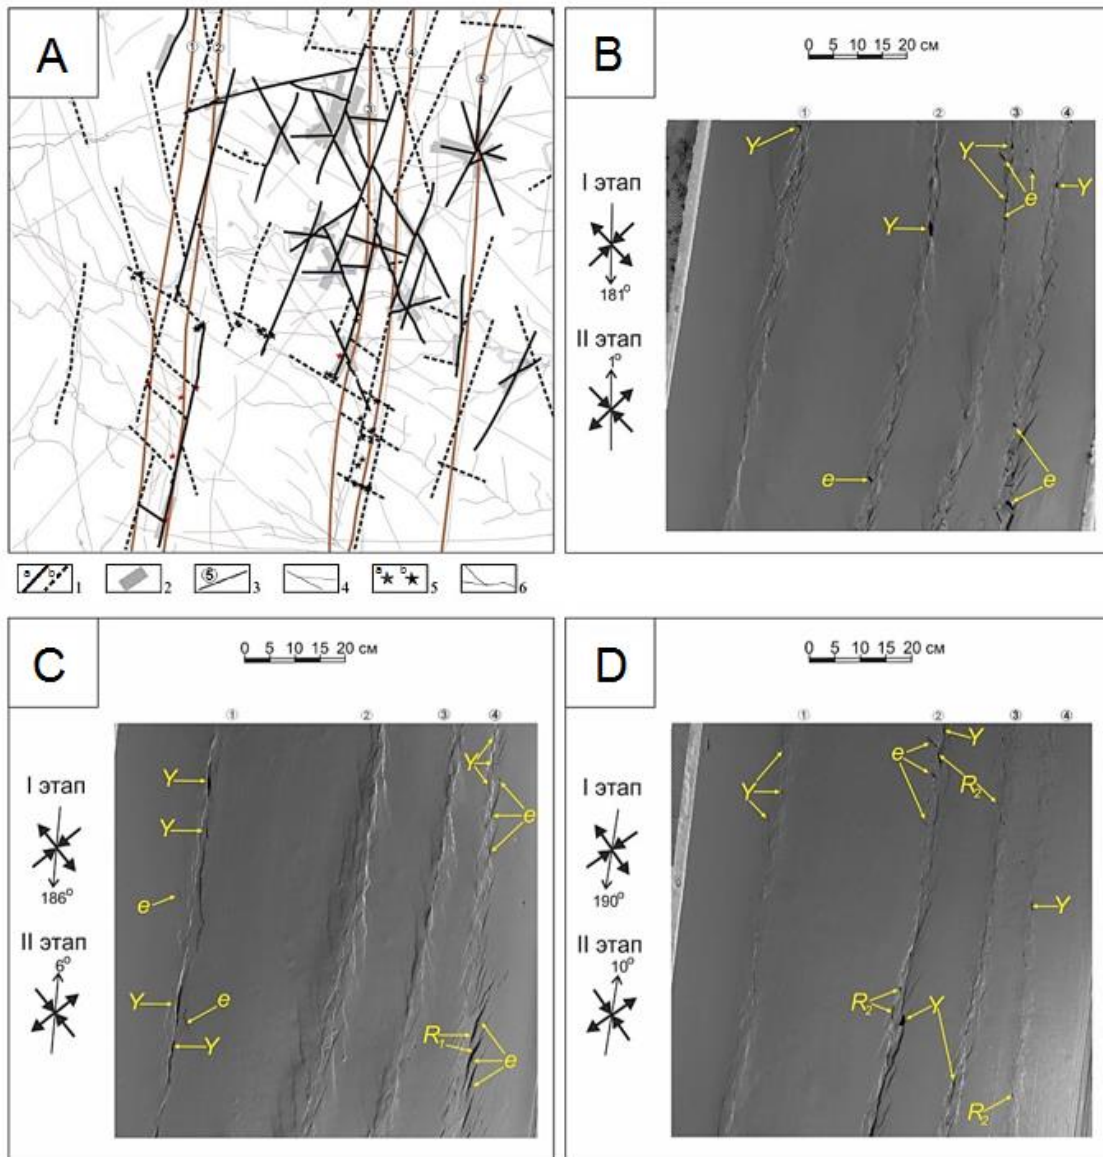 A
① ② ④
③ ⑤
a b 1 2 ⑤ 3 4 a b 5 6
B
0 5 10 15 20 см
① ② ③ ④
I этап
181°
II этап
1°
Y Y Y Y
e e e
C
0 5 10 15 20 см
① ② ③ ④
I этап
186°
II этап
6°
Y Y Y Y Y
e e e e
R₁
D
0 5 10 15 20 см
① ② ③ ④
I этап
190°
II этап
10°
Y Y Y Y
e
R₂ R₂ R₂